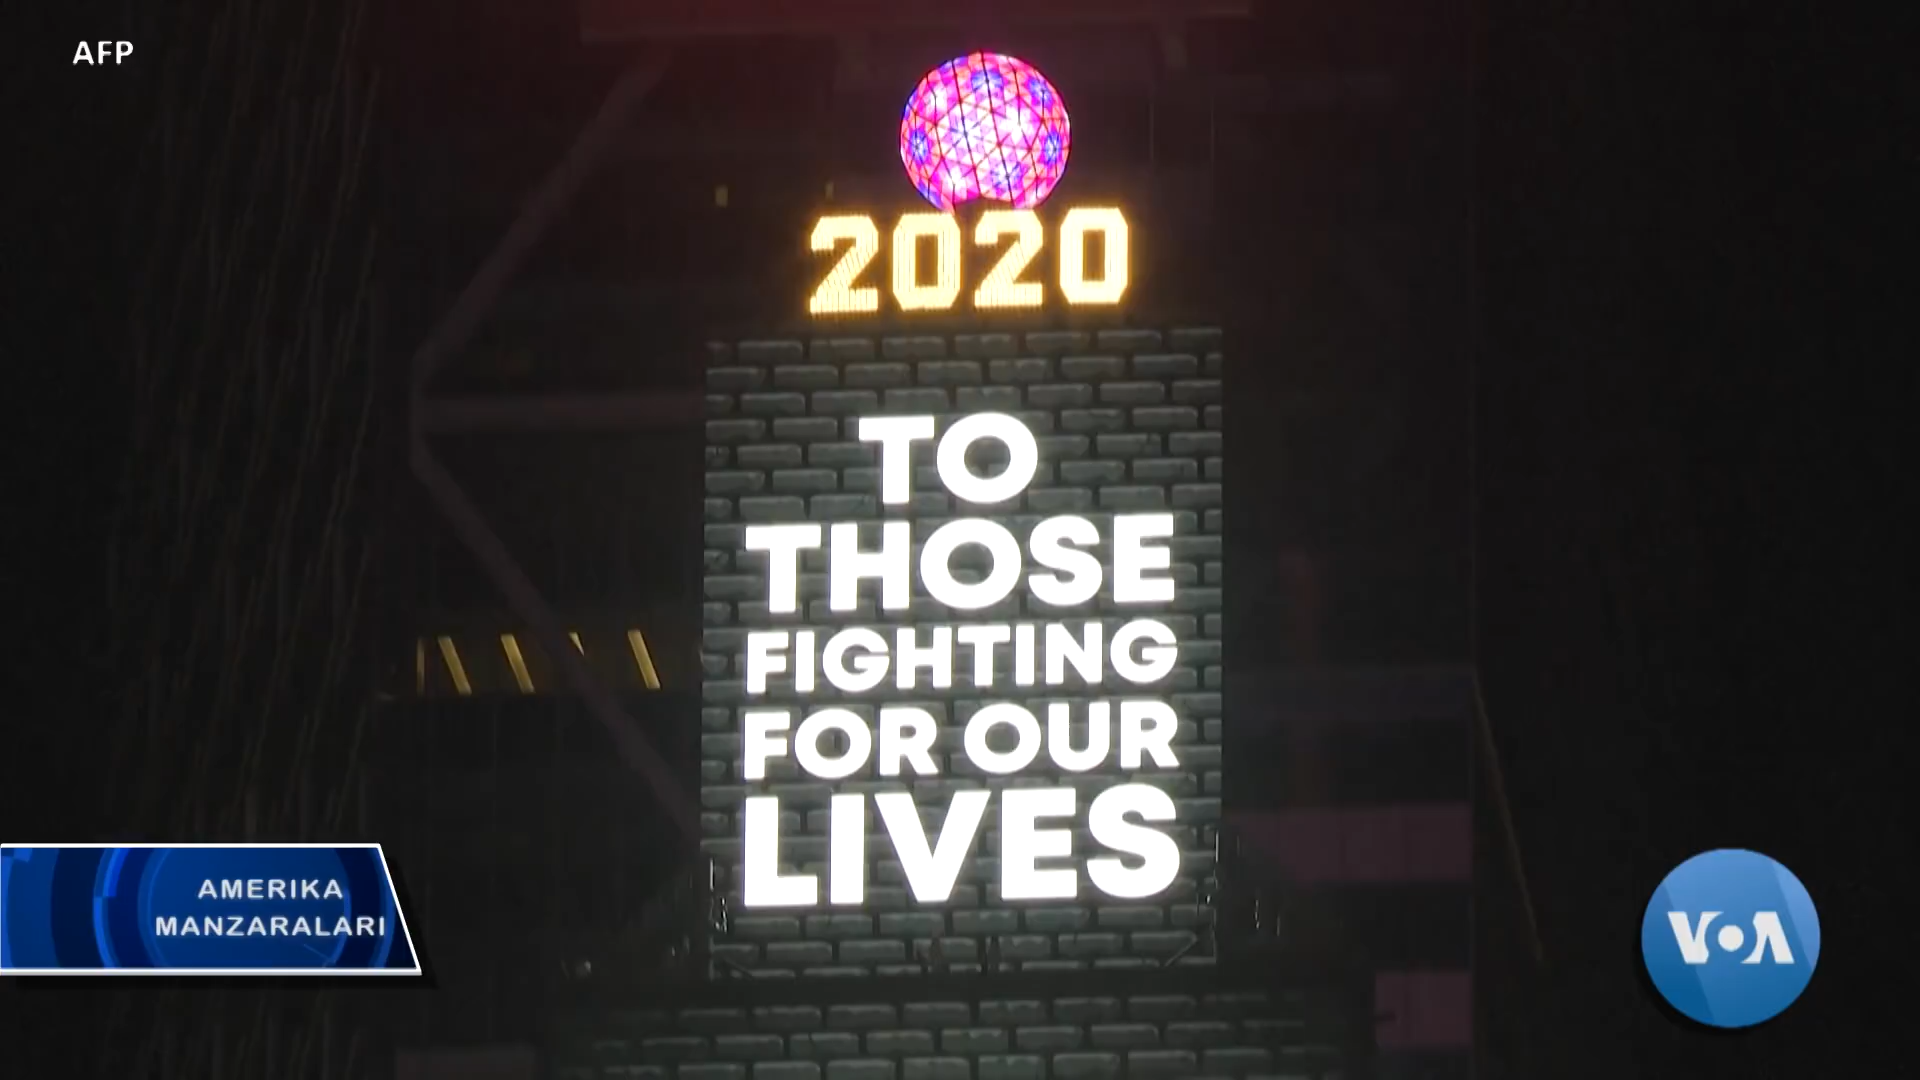 AFP
2020
TO
THOSE
FIGHTING
FOR OUR
LIVES
AMERIKA
MANZARALARI
VOA